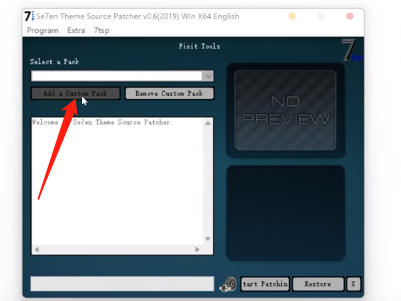 7 Se7en Theme Source Patcher v0.6(2019) Win X64 English
Program Extra 7tsp
Fixit Tools
7
Select a Pack
Add a Custom Pack Remove Custom Pack
NO
PREVIEW
Welcome Se7en Theme Source Patcher.
tart Patchin Restore X